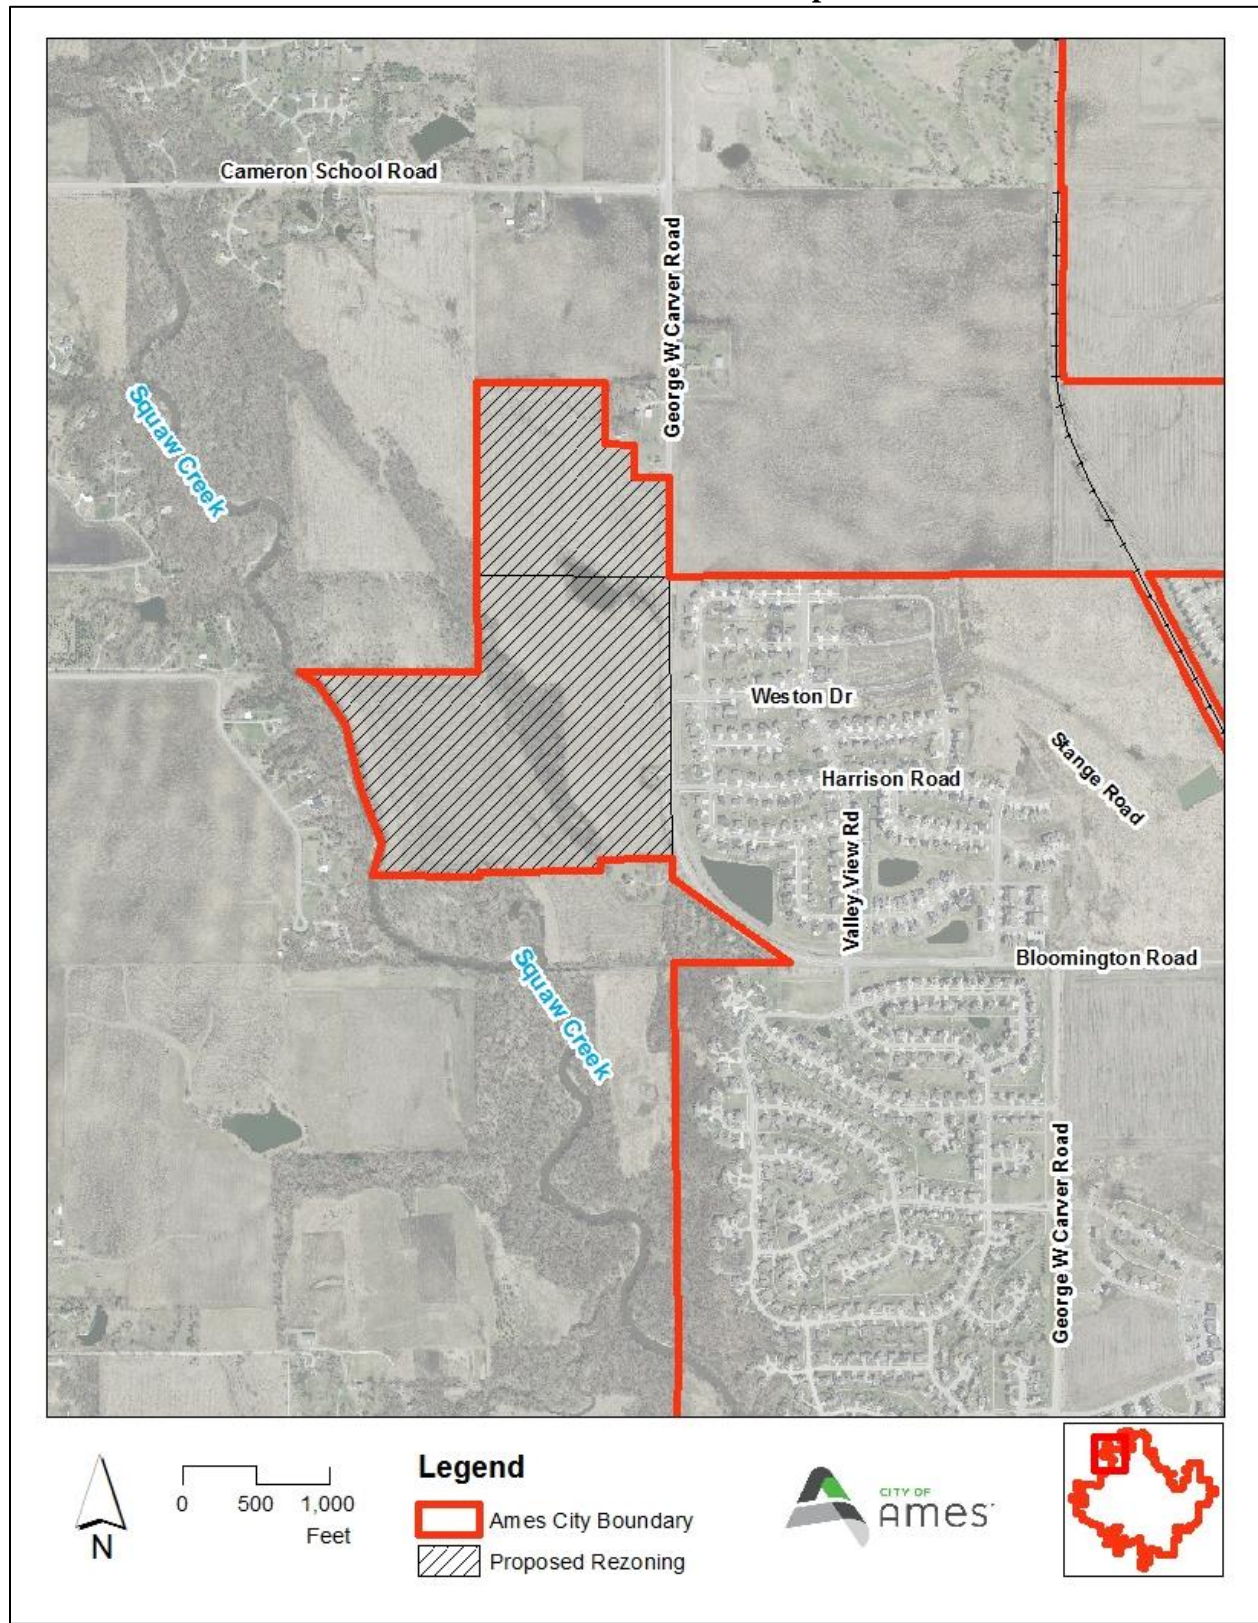 Cameron School Road
George W Carver Road
Squaw Creek
Weston Dr
Harrison Road
Stange Road
Valley View Rd
Bloomington Road
Squaw Creek
George W Carver Road
N
0 500 1,000
Feet
Legend
Ames City Boundary
Proposed Rezoning
CITY OF
Ames